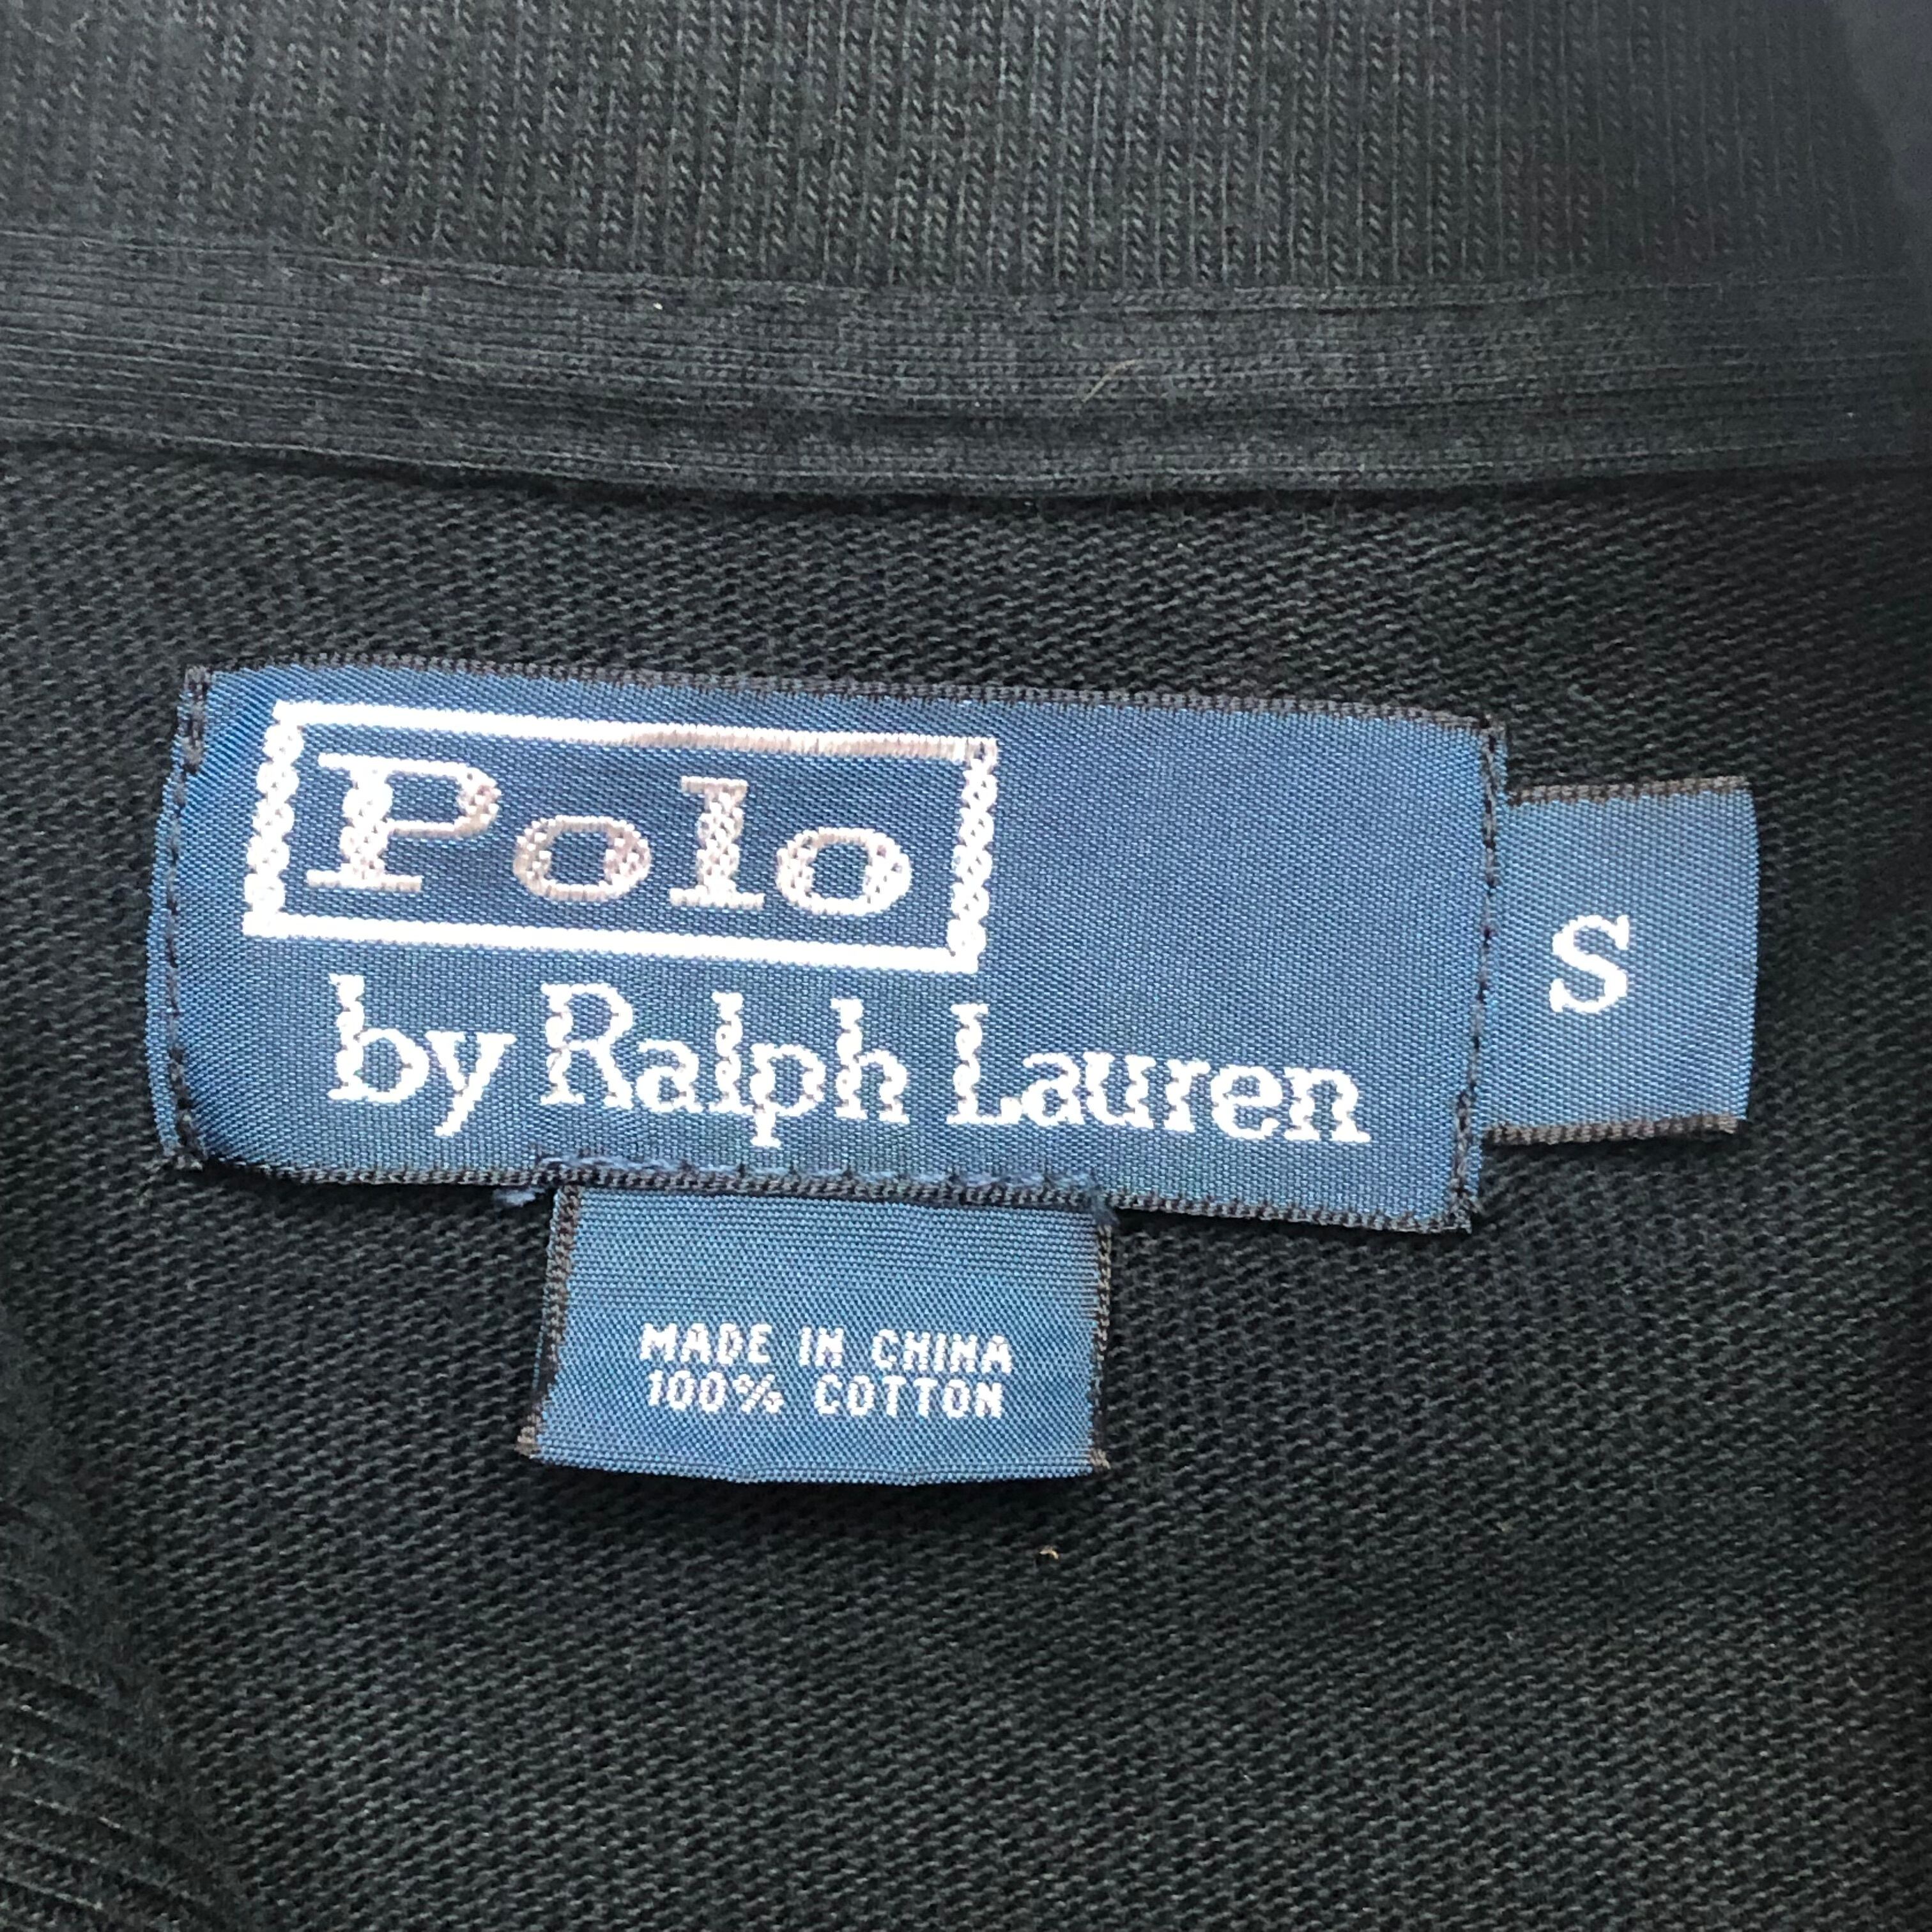 Polo
by Ralph Lauren
S
MADE IN CHINA
100% COTTON